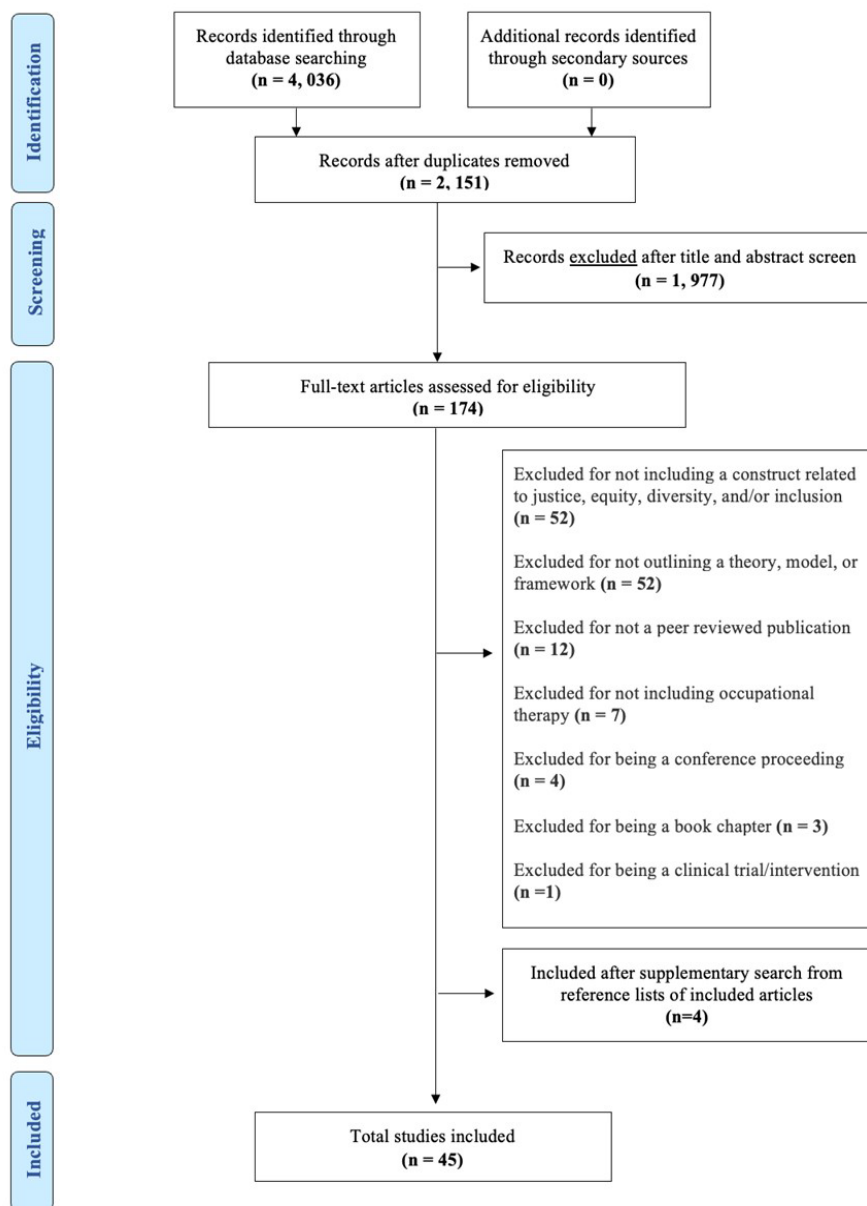 Identification
Records identified through
database searching
(n = 4, 036)
Additional records identified
through secondary sources
(n = 0)
Records after duplicates removed
(n = 2, 151)
Screening
Records excluded after title and abstract screen
(n = 1, 977)
Eligibility
Full-text articles assessed for eligibility
(n = 174)
Excluded for not including a construct related
to justice, equity, diversity, and/or inclusion
(n = 52)
Excluded for not outlining a theory, model, or
framework (n = 52)
Excluded for not a peer reviewed publication
(n = 12)
Excluded for not including occupational
therapy (n = 7)
Excluded for being a conference proceeding
(n = 4)
Excluded for being a book chapter (n = 3)
Excluded for being a clinical trial/intervention
(n =1)
Included after supplementary search from
reference lists of included articles
(n=4)
Included
Total studies included
(n = 45)